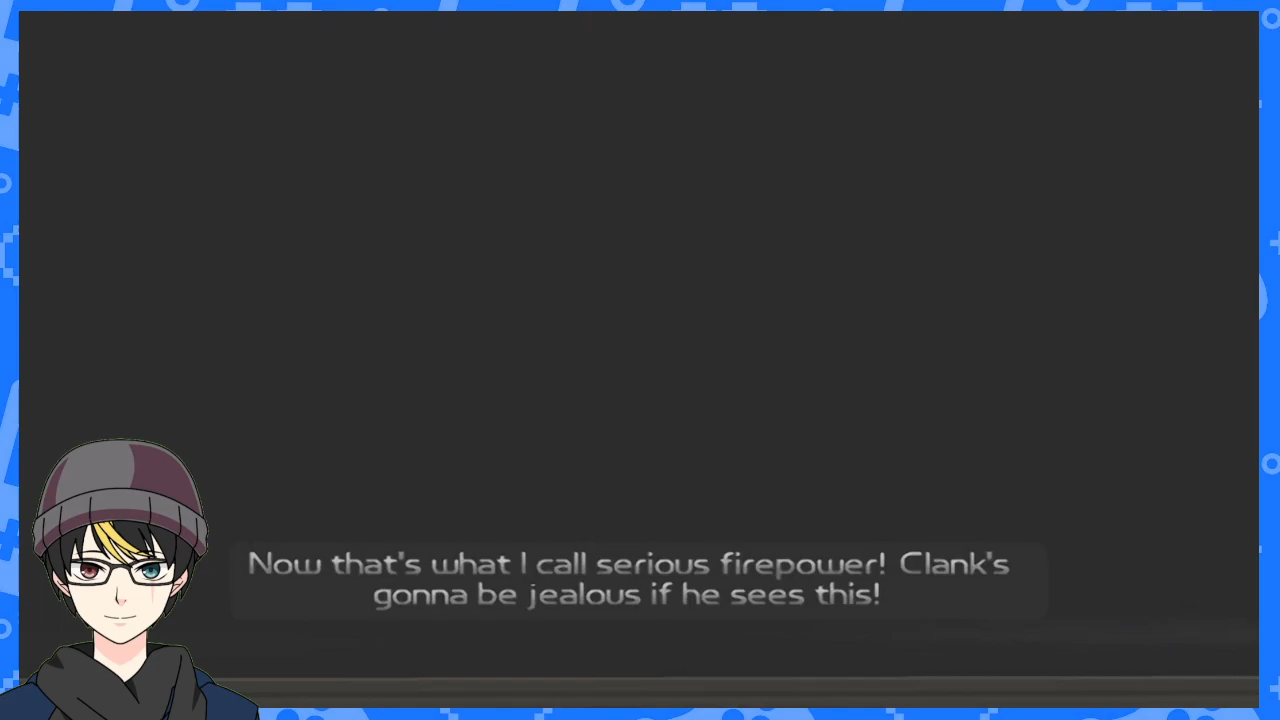 Now that's what I call serious firepower! Clank's
gonna be jealous if he sees this!